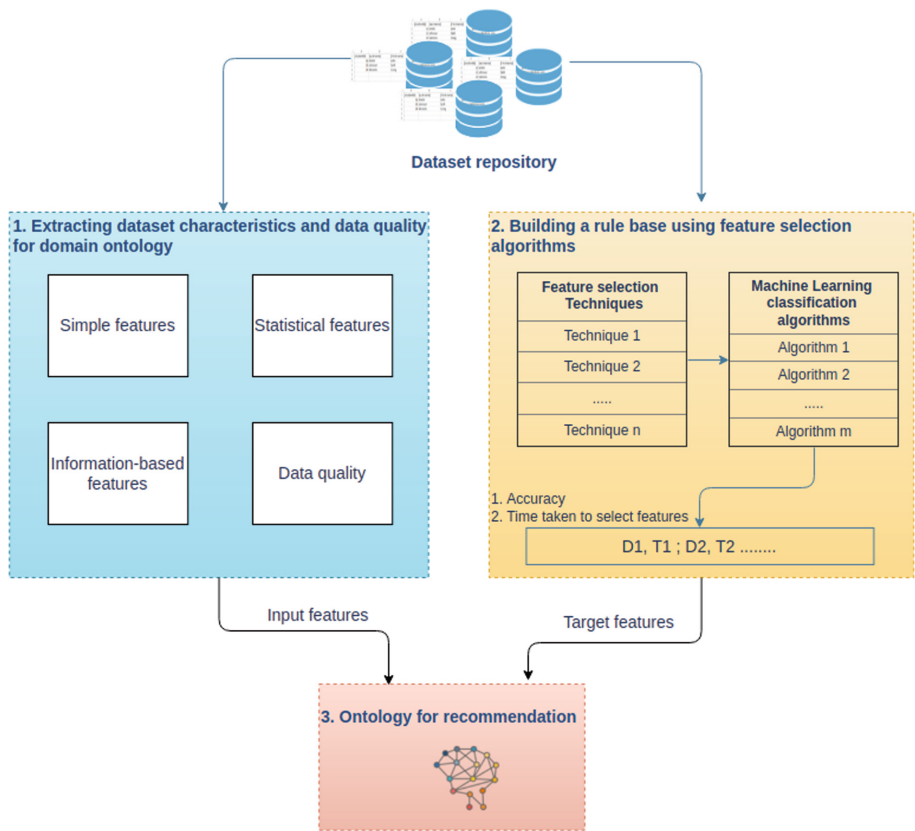 Dataset repository
1. Extracting dataset characteristics and data quality
for domain ontology
Simple features
Statistical features
Information-based
features
Data quality
2. Building a rule base using feature selection
algorithms
Feature selection
Techniques
Technique 1
Technique 2
.....
Technique n
Machine Learning
classification
algorithms
Algorithm 1
Algorithm 2
.....
Algorithm m
1. Accuracy
2. Time taken to select features
D1, T1 ; D2, T2 ........
Input features
Target features
3. Ontology for recommendation